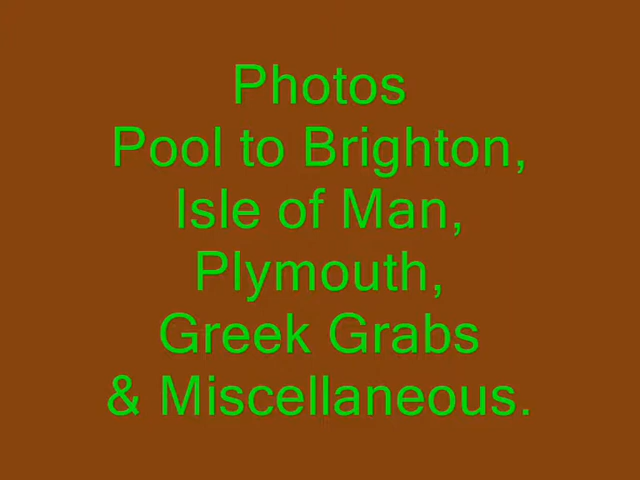 Photos
Pool to Brighton,
Isle of Man,
Plymouth,
Greek Grabs
& Miscellaneous.